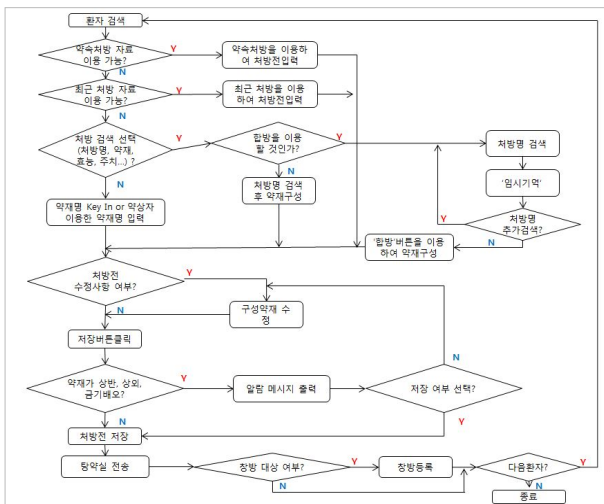 환자 검색
약속처방 자료
이용 가능?
Y
약속처방을 이용하
여 처방전입력
N
최근 처방 자료
이용 가능?
Y
최근 처방을 이용
하여 처방전입력
N
처방 검색 선택
(처방명, 약재,
효능, 주치...) ?
Y
합방을 이용
할 것인가?
Y
처방명 검색
N
N
'임시기억'
약재명 Key In or 약상자
이용한 약재명 입력
처방명 검색
후 약재구성
Y
처방명
추가검색?
N
'합방'버튼을 이용
하여 약재구성
처방전
수정사항 여부?
Y
N
구성약재 수
정
저장버튼클릭
N
약재가 상반, 상외,
금기배오?
Y
알람 메시지 출력
저장 여부 선택?
N
Y
처방전 저장
탕약실 전송
창방 대상 여부?
Y
창방등록
다음환자?
Y
N
N
종료